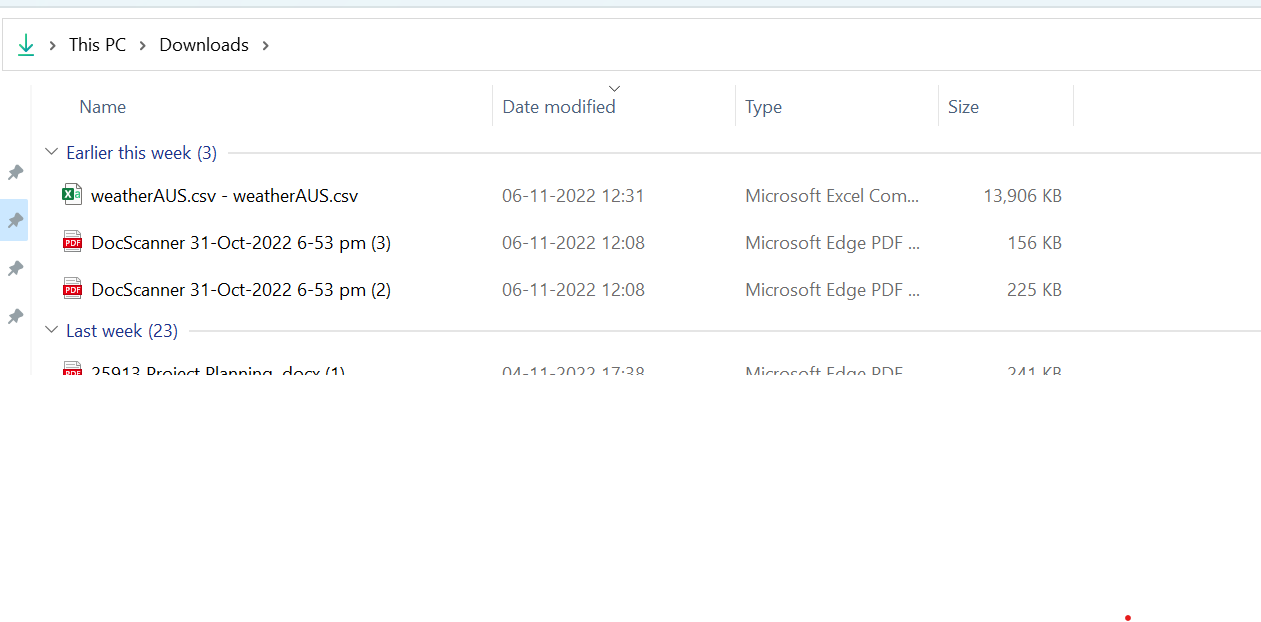 This PC > Downloads >
Name Date modified Type Size
Earlier this week (3)
weatherAUS.csv - weatherAUS.csv 06-11-2022 12:31 Microsoft Excel Com... 13,906 KB
DocScanner 31-Oct-2022 6-53 pm (3) 06-11-2022 12:08 Microsoft Edge PDF ... 156 KB
DocScanner 31-Oct-2022 6-53 pm (2) 06-11-2022 12:08 Microsoft Edge PDF ... 225 KB
Last week (23)
25913 Project Planning docx (1) 04-11-2022 17:38 Microsoft Edge PDF 241 KB